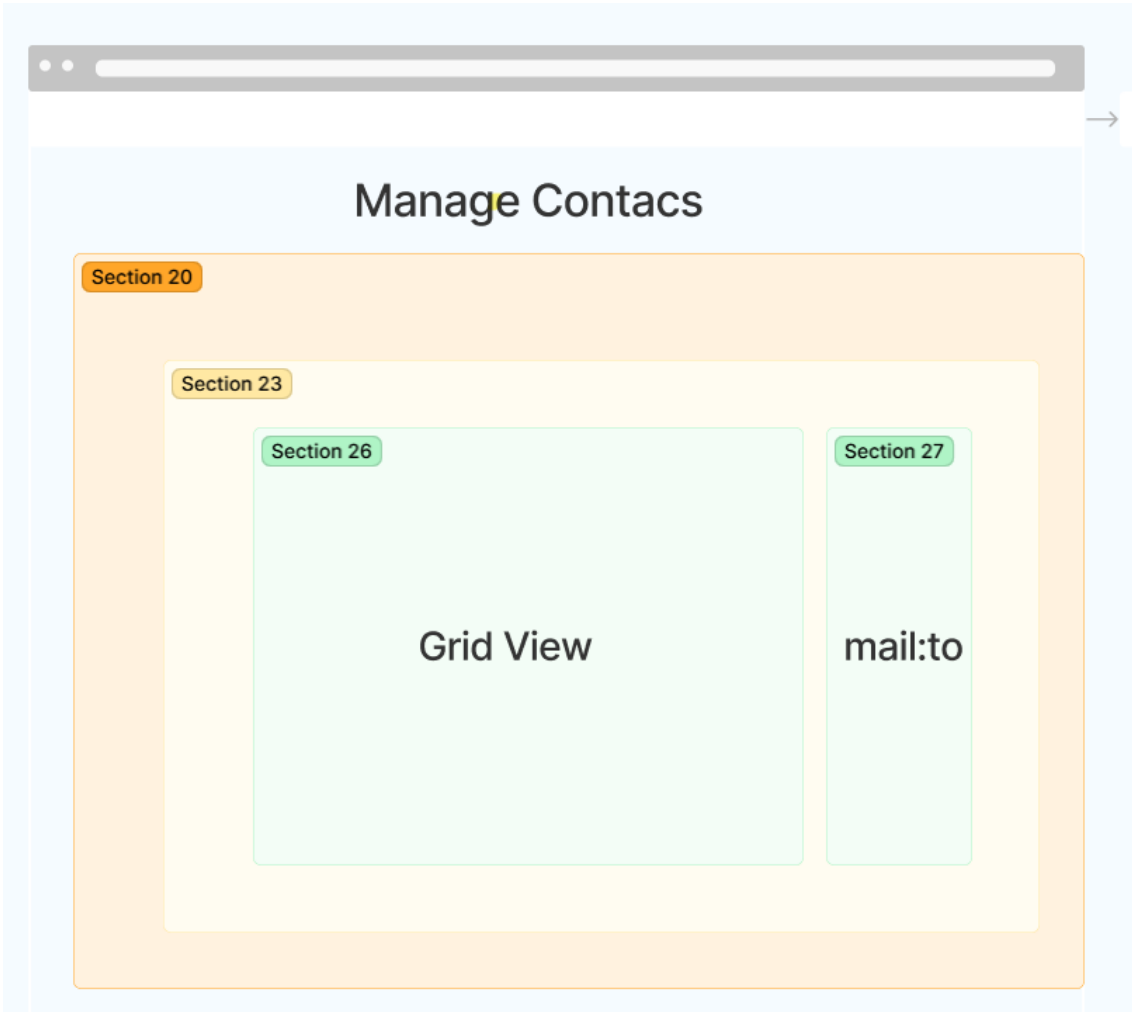 Manage Contacs
Section 20
Section 23
Section 26
Section 27
Grid View
mail:to